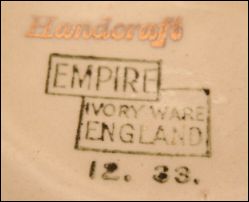 Handcraft
EMPIRE
IVORY WARE
ENGLAND
12. 33.